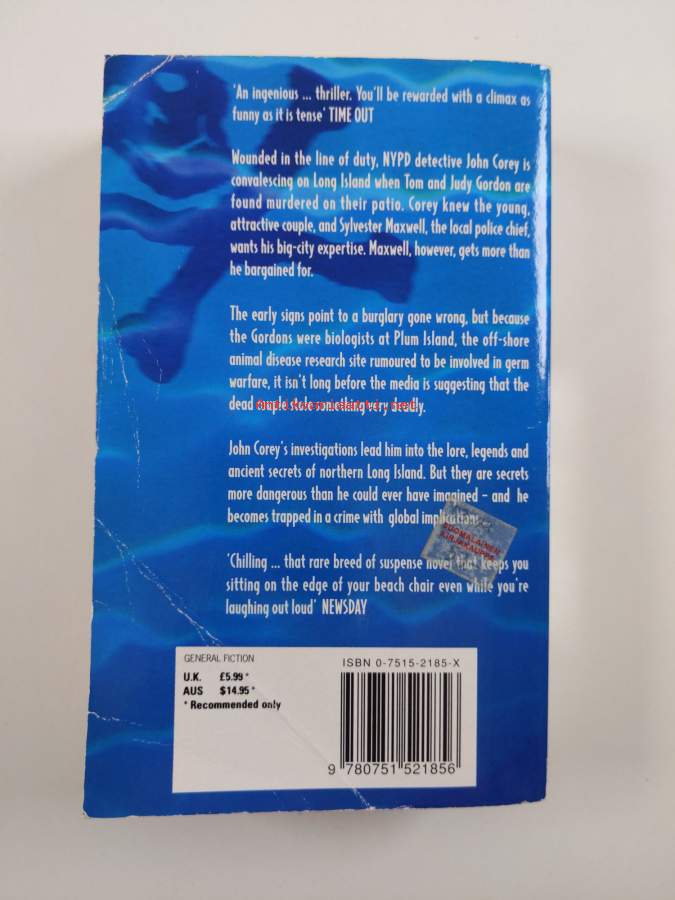 'An ingenious ... thriller. You'll be rewarded with a climax as
funny as it is tense' TIME OUT
Wounded in the line of duty, NYPD detective John Corey is
convalescing on Long Island when Tom and Judy Gordon are
found murdered on their patio. Corey knew the young,
attractive couple, and Sylvester Maxwell, the local police chief,
wants his big-city expertise. Maxwell, however, gets more than
he bargained for.
The early signs point to a burglary gone wrong, but because
the Gordons were biologists at Plum Island, the off-shore
animal disease research site rumoured to be involved in germ
warfare, it isn't long before the media is suggesting that the
dead couple stole something very deadly.
John Corey's investigations lead him into the lore, legends and
ancient secrets of northern Long Island. But they are secrets
more dangerous than he could ever have imagined – and he
becomes trapped in a crime with global implications.
SUOMALAINEN
KIRJAKAUPPA
'Chilling ... that rare breed of suspense novel that keeps you
sitting on the edge of your beach chair even while you're
laughing out loud' NEWSDAY
GENERAL FICTION
U.K. £5.99 *
AUS $14.95 *
* Recommended only
ISBN 0-7515-2185-X
9 780751 521856